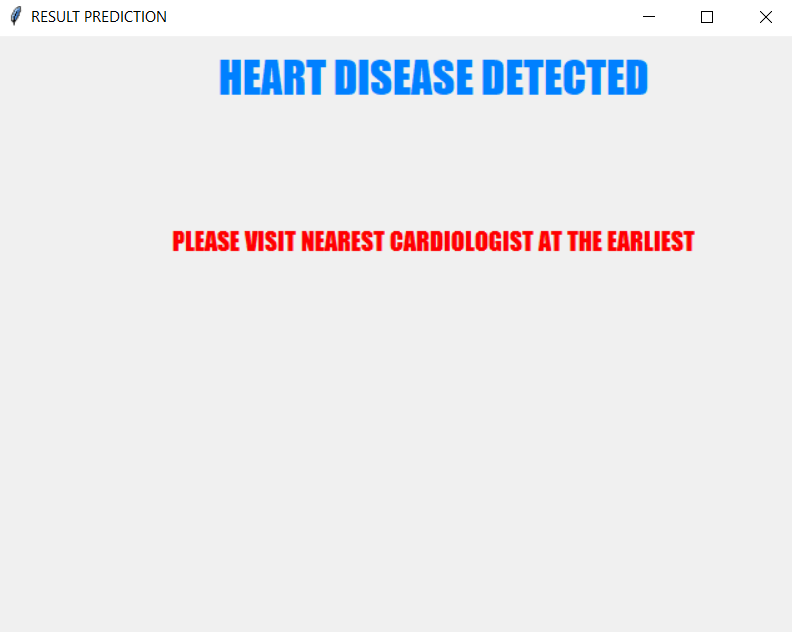 RESULT PREDICTION
HEART DISEASE DETECTED
PLEASE VISIT NEAREST CARDIOLOGIST AT THE EARLIEST